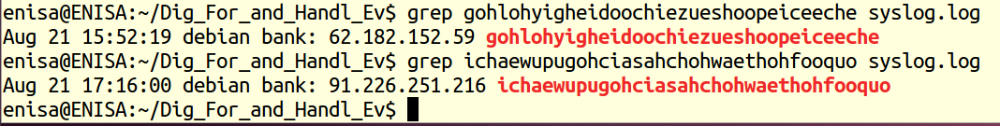 enisa@ENISA:~/Dig_For_and_Handl_Ev$ grep gohlohyigheidoochiezueshoopeiceeche syslog.log
Aug 21 15:52:19 debian bank: 62.182.152.59 gohlohyigheidoochiezueshoopeiceeche
enisa@ENISA:~/Dig_For_and_Handl_Ev$ grep ichaewupugohciasahchohwaethohfooquo syslog.log
Aug 21 17:16:00 debian bank: 91.226.251.216 ichaewupugohciasahchohwaethohfooquo
enisa@ENISA:~/Dig_For_and_Handl_Ev$